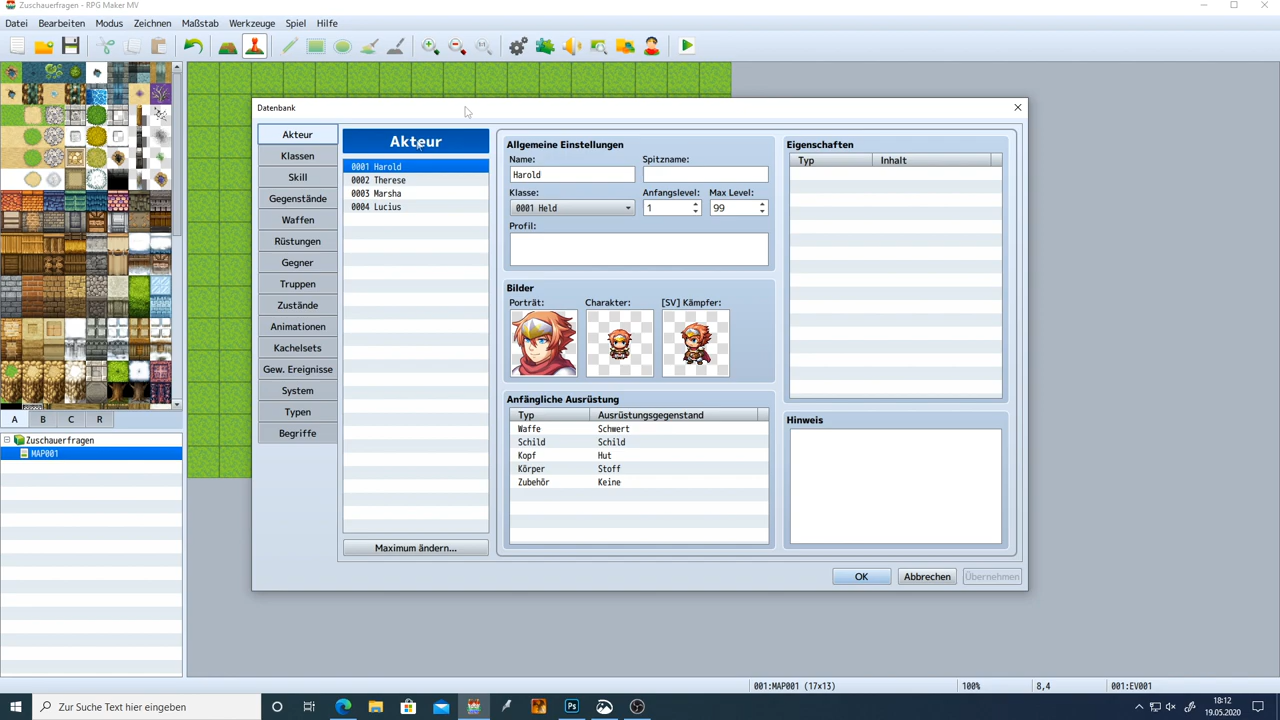 Zuschauerfragen - RPG Maker MV
Datei Bearbeiten Modus Zeichnen Maßstab Werkzeuge Spiel Hilfe
1:1
Datenbank
Akteur
Klassen
Skill
Gegenstände
Waffen
Rüstungen
Gegner
Truppen
Zustände
Animationen
Kachelsets
Gew. Ereignisse
System
Typen
Begriffe
Akteur
0001 Harold
0002 Therese
0003 Marsha
0004 Lucius
Maximum ändern...
Allgemeine Einstellungen
Name: Spitzname:
Harold
Klasse: Anfangslevel: Max Level:
0001 Held 1 99
Profil:
Bilder
Porträt: Charakter: [SV] Kämpfer:
Anfängliche Ausrüstung
Typ Ausrüstungsgegenstand
Waffe Schwert
Schild Schild
Kopf Hut
Körper Stoff
Zubehör Keine
Eigenschaften
Typ Inhalt
Hinweis
OK Abbrechen Übernehmen
A B C R
Zuschauerfragen
MAP001
001:MAP001 (17x13) 100% 8,4 001:EV001
Zur Suche Text hier eingeben
Ps
18:12
19.05.2020